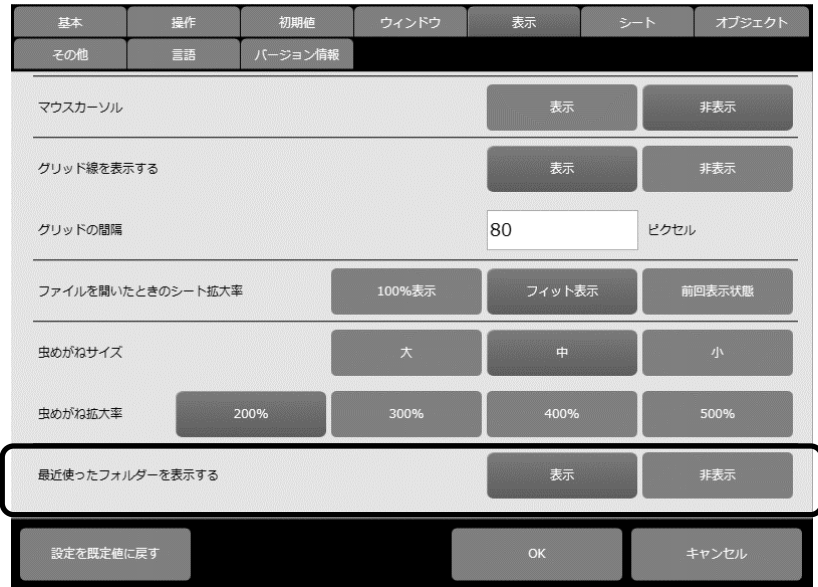 基本 操作 初期値 ウィンドウ 表示 シート オブジェクト
その他 言語 バージョン情報
マウスカーソル 表示 非表示
グリッド線を表示する 表示 非表示
グリッドの間隔 80 ピクセル
ファイルを開いたときのシート拡大率 100%表示 フィット表示 前回表示状態
虫めがねサイズ 大 中 小
虫めがね拡大率 200% 300% 400% 500%
最近使ったフォルダーを表示する 表示 非表示
設定を既定値に戻す OK キャンセル